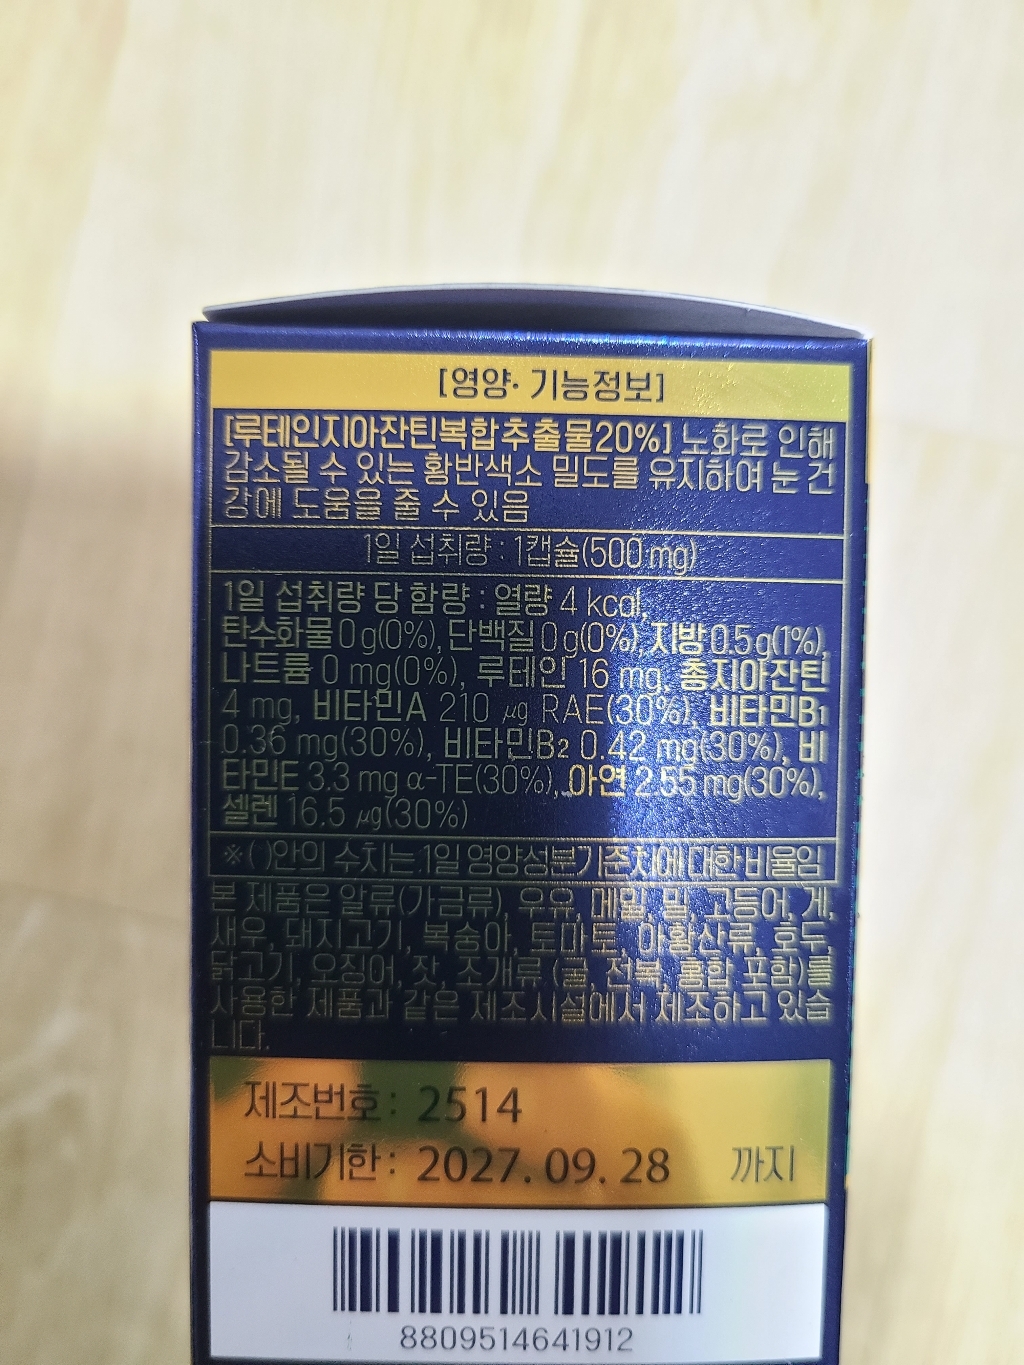 [영양· 기능정보]
[루테인지아잔틴복합추출물20%] 노화로 인해
감소될 수 있는 황반색소 밀도를 유지하여 눈 건
강에 도움을 줄 수 있음
1일 섭취량 : 1캡슐(500 mg)
1일 섭취량 당 함량 : 열량 4 kcal,
탄수화물 0 g(0%), 단백질 0 g(0%), 지방 0.5 g(1%),
나트륨 0 mg(0%), 루테인 16 mg, 총지아잔틴
4 mg, 비타민A 210 μg RAE(30%), 비타민B1
0.36 mg(30%), 비타민B2 0.42 mg(30%), 비
타민E 3.3 mg α-TE(30%), 아연 2.55 mg(30%),
셀렌 16.5 μg(30%)
※( )안의 수치는 1일 영양성분기준치에 대한 비율임
본 제품은 알류(가금류), 우유, 메밀, 밀, 고등어, 게,
새우, 돼지고기, 복숭아, 토마토, 아황산류, 호두,
닭고기, 오징어, 잣, 조개류 (굴, 전복, 홍합 포함)를
사용한 제품과 같은 제조시설에서 제조하고 있습
니다.
제조번호 : 2514
소비기한 : 2027. 09. 28 까지
8809514641912